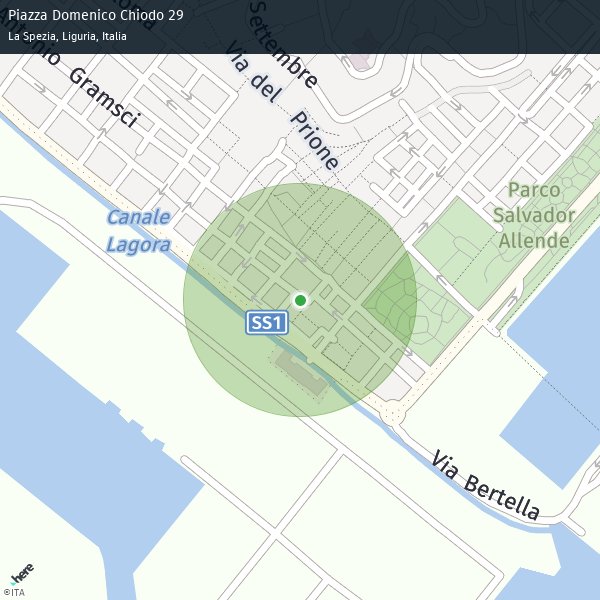 Piazza Domenico Chiodo 29
La Spezia, Liguria, Italia
Settembre
Antonio Gramsci
Via del Prione
Parco
Salvador
Allende
Canale
Lagora
SS1
Via Bertella
here
©ITA